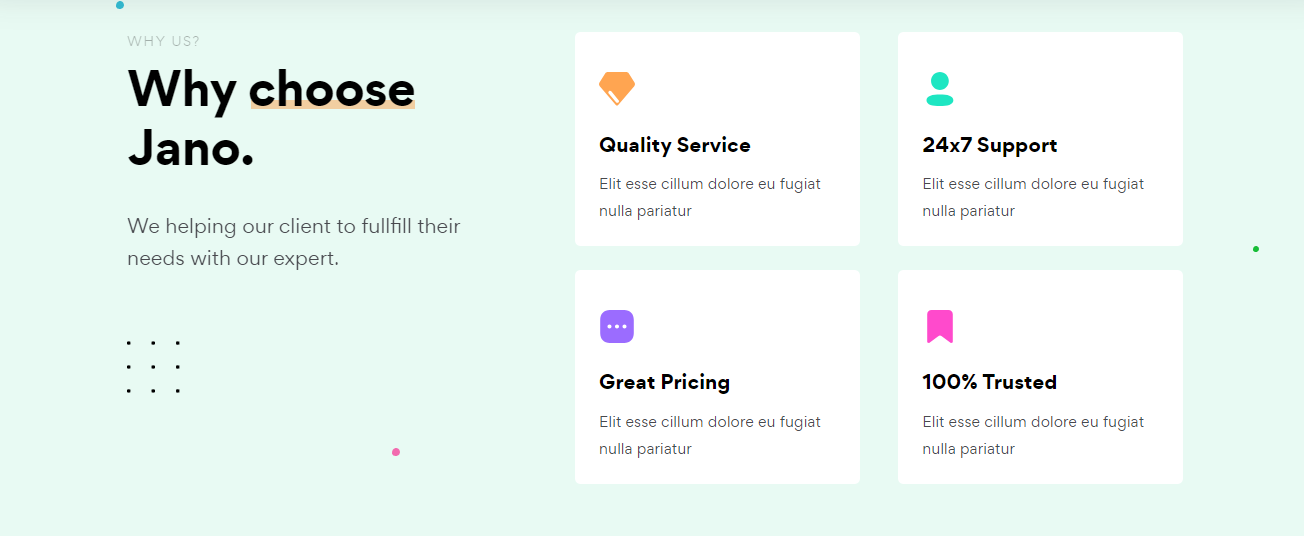 WHY US?
Why choose
Jano.
We helping our client to fullfill their
needs with our expert.
Quality Service
Elit esse cillum dolore eu fugiat
nulla pariatur
24x7 Support
Elit esse cillum dolore eu fugiat
nulla pariatur
Great Pricing
Elit esse cillum dolore eu fugiat
nulla pariatur
100% Trusted
Elit esse cillum dolore eu fugiat
nulla pariatur